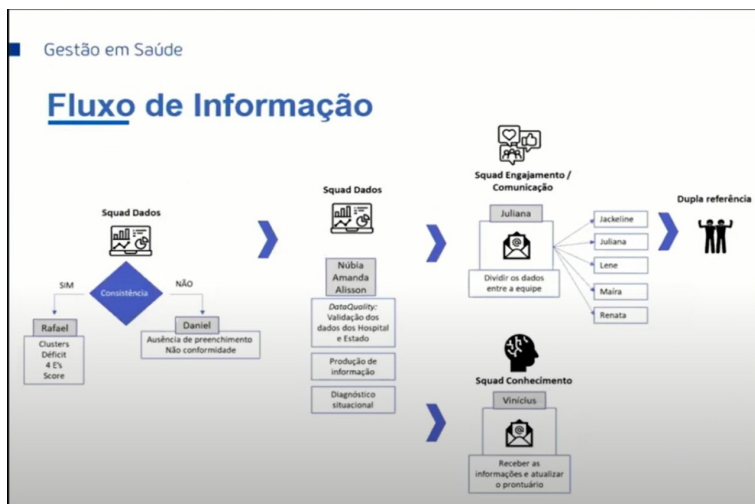 Gestão em Saúde
Fluxo de Informação
Squad Dados
SIM
NÃO
Consistência
Rafael
Clusters
Déficit
4 E's
Score
Daniel
Ausência de preenchimento
Não conformidade
Squad Dados
Núbia
Amanda
Alisson
DataQuality:
Validação dos
dados dos Hospital
e Estado
Produção de
informação
Diagnóstico
situacional
Squad Engajamento /
Comunicação
Juliana
Dividir os dados
entre a equipe
Jackeline
Juliana
Lene
Maíra
Renata
Dupla referência
Squad Conhecimento
Vinícius
Receber as
informações e atualizar
o prontuário